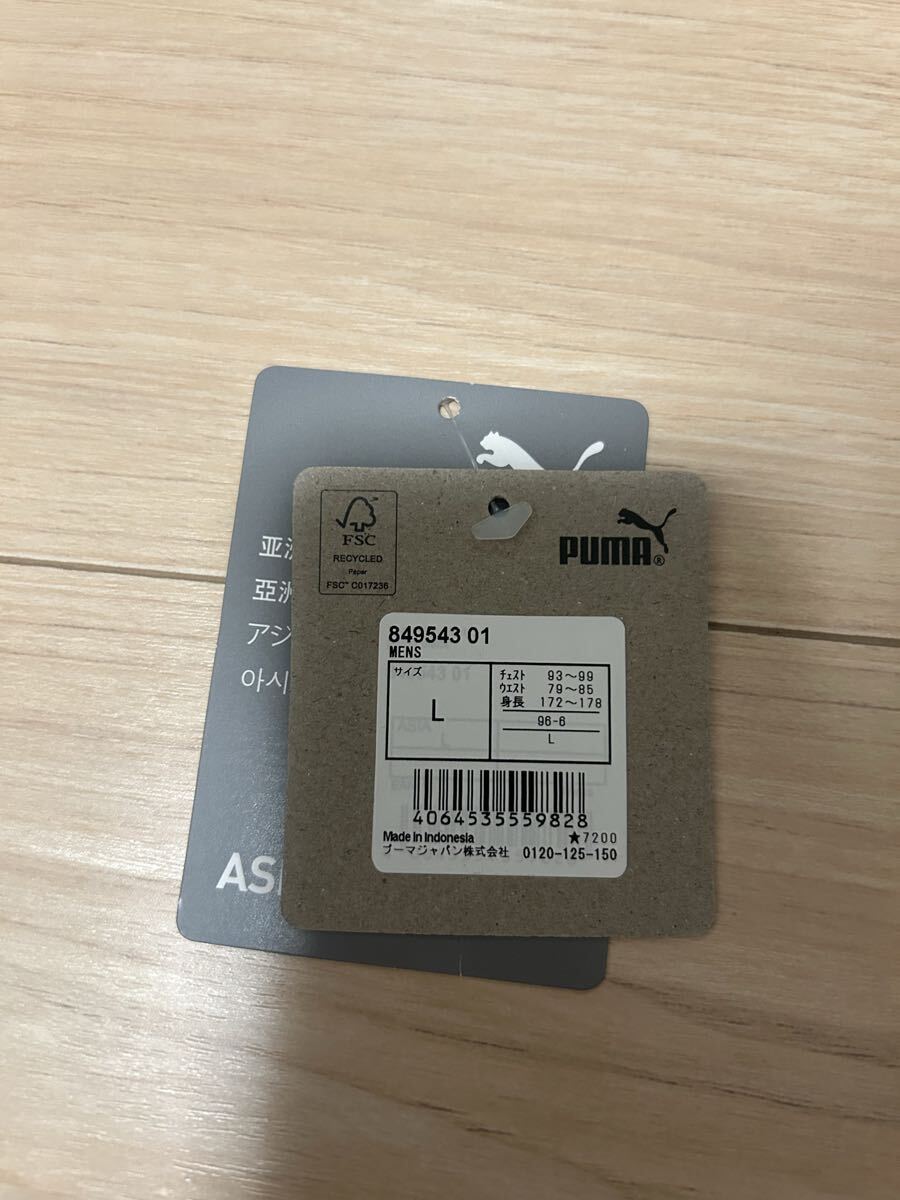 亚洲
亞洲
アジ
아시
AS
FSC
RECYCLED
Paper
FSC™ C017236
PUMA®
849543 01
MENS
サイズ
L
チェスト 93〜99
ウエスト 79〜85
身長 172〜178
96-6
L
ASIA
L
4064535559828
Made in Indonesia ★7200
プーマジャパン株式会社 0120-125-150